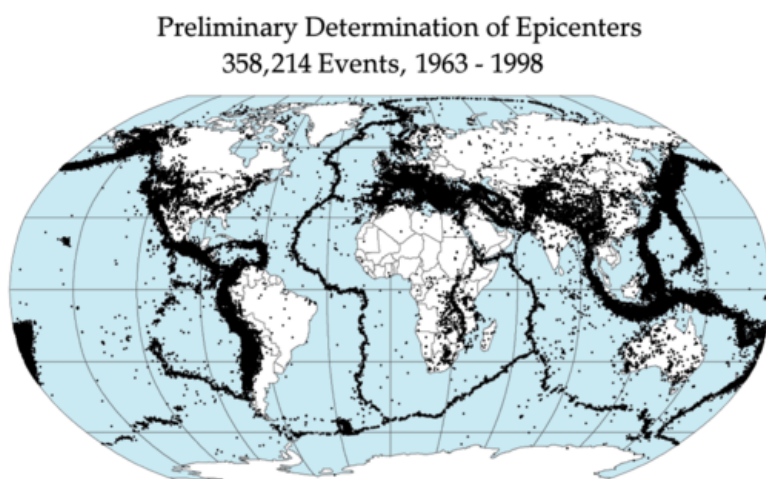 Preliminary Determination of Epicenters
358,214 Events, 1963 - 1998